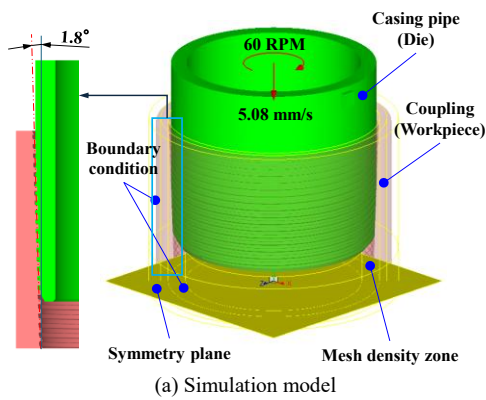 1.8°
60 RPM
5.08 mm/s
Casing pipe
(Die)
Coupling
(Workpiece)
Boundary
condition
Symmetry plane
Mesh density zone
(a) Simulation model